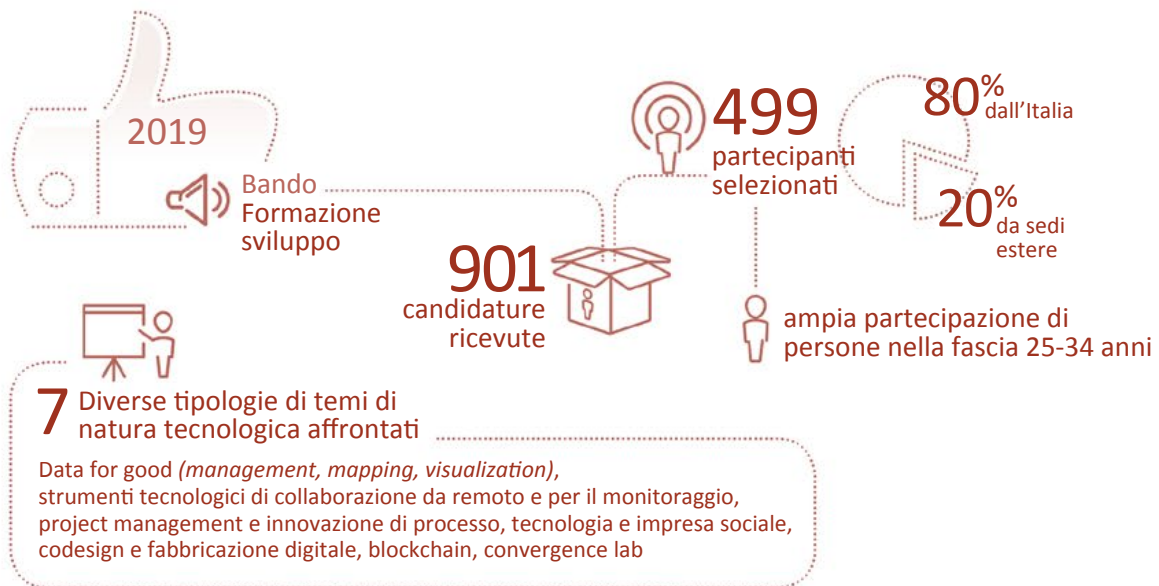 2019
Bando
Formazione
sviluppo
901
candidature
ricevute
499
partecipanti
selezionati
80%
dall'Italia
20%
da sedi
estere
ampia partecipazione di
persone nella fascia 25-34 anni
7 Diverse tipologie di temi di
natura tecnologica affrontati
Data for good (management, mapping, visualization),
strumenti tecnologici di collaborazione da remoto e per il monitoraggio,
project management e innovazione di processo, tecnologia e impresa sociale,
codesign e fabbricazione digitale, blockchain, convergence lab